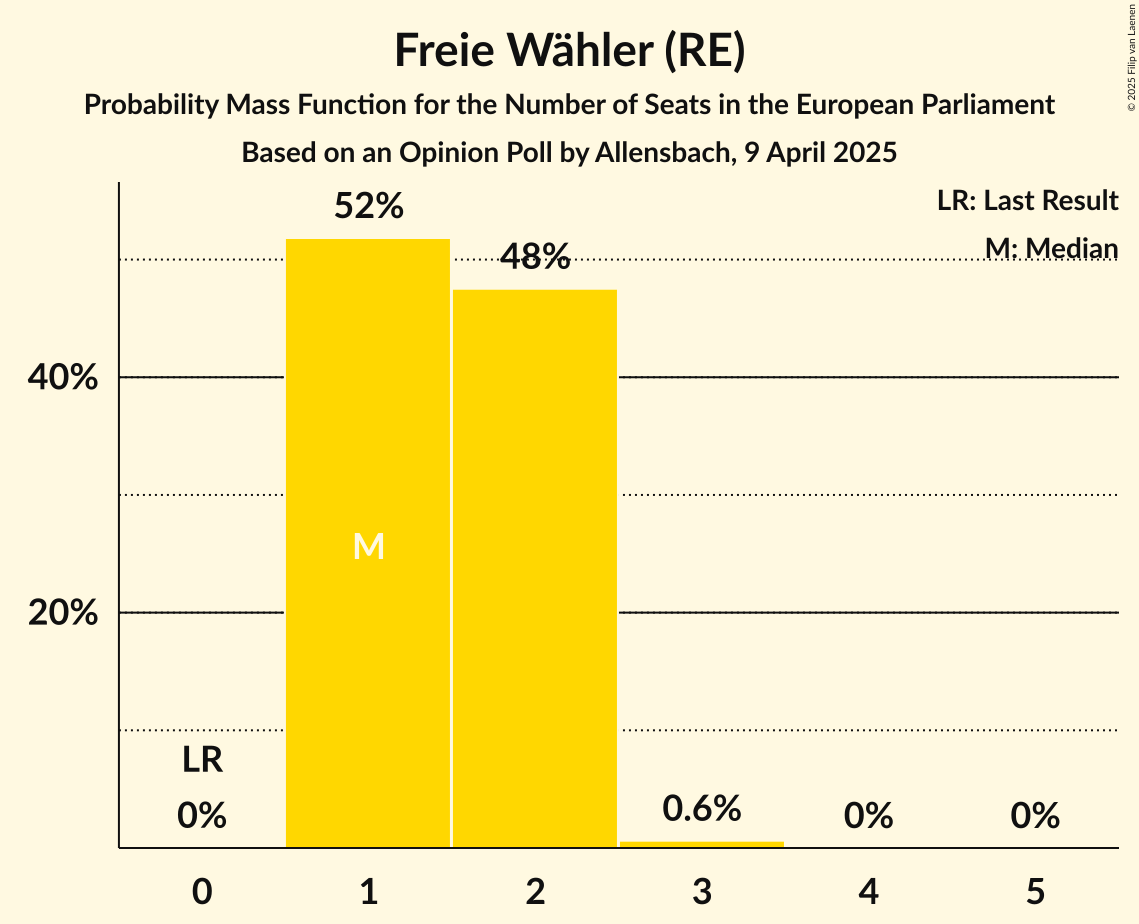 Freie Wähler (RE)
Probability Mass Function for the Number of Seats in the European Parliament
Based on an Opinion Poll by Allensbach, 9 April 2025
© 2025 Filip van Laenen
LR: Last Result
M: Median
52%
48%
40%
M
20%
LR
0%
0.6%
0%
0%
0 1 2 3 4 5